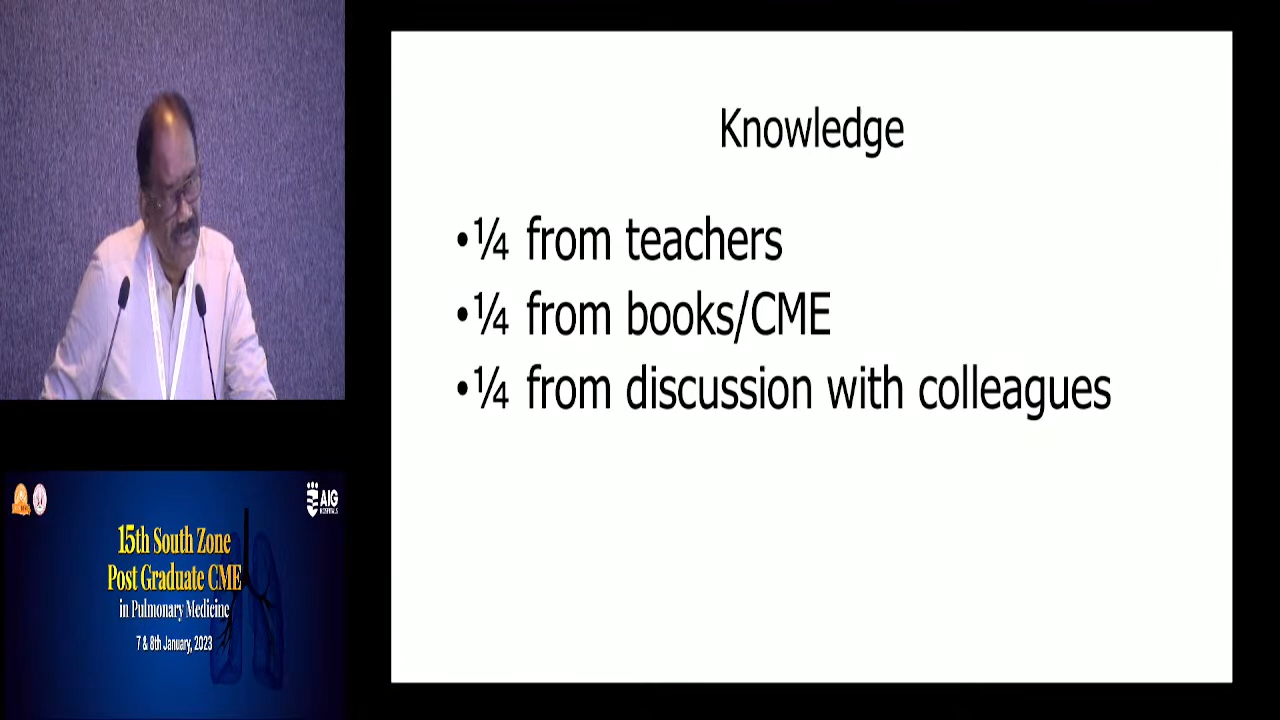 Knowledge
•¼ from teachers
•¼ from books/CME
•¼ from discussion with colleagues
AIG
HOSPITALS
15th South Zone
Post Graduate CME
in Pulmonary Medicine
7 & 8th January, 2023